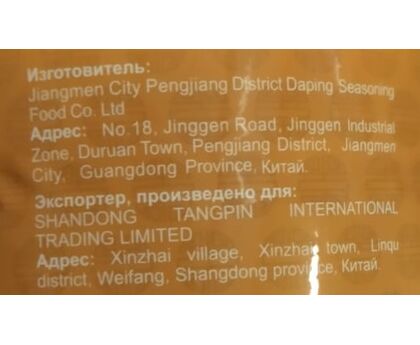 Изготовитель:
Jiangmen City Pengjiang District Daping Seasoning
Food Co. Ltd
Адрес: No.18, Jinggen Road, Jinggen Industrial
Zone, Duruan Town, Pengjiang District, Jiangmen
City, Guangdong Province, Китай.
Экспортер, произведено для:
SHANDONG TANGPIN INTERNATIONAL
TRADING LIMITED
Адрес: Xinzhai village, Xinzhai town, Linqu
district, Weifang, Shangdong province, Китай.